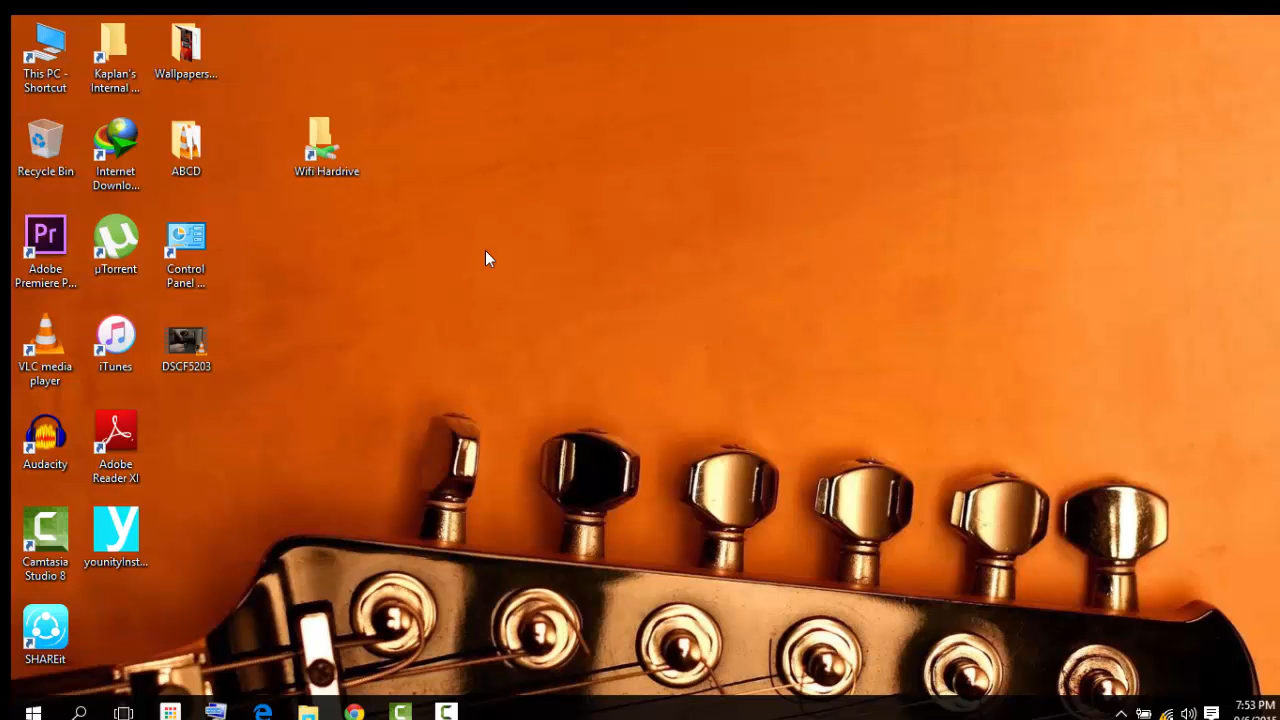 This PC -
Shortcut
Kaplan's
Internal ...
Wallpapers...
Recycle Bin
Internet
Downlo...
ABCD
Wifi Hardrive
Pr
Adobe
Premiere P...
µ
µTorrent
Control
Panel ...
VLC media
player
iTunes
DSCF5203
Audacity
Adobe
Reader XI
C
Camtasia
Studio 8
y
younityInst...
SHAREit
7:53 PM